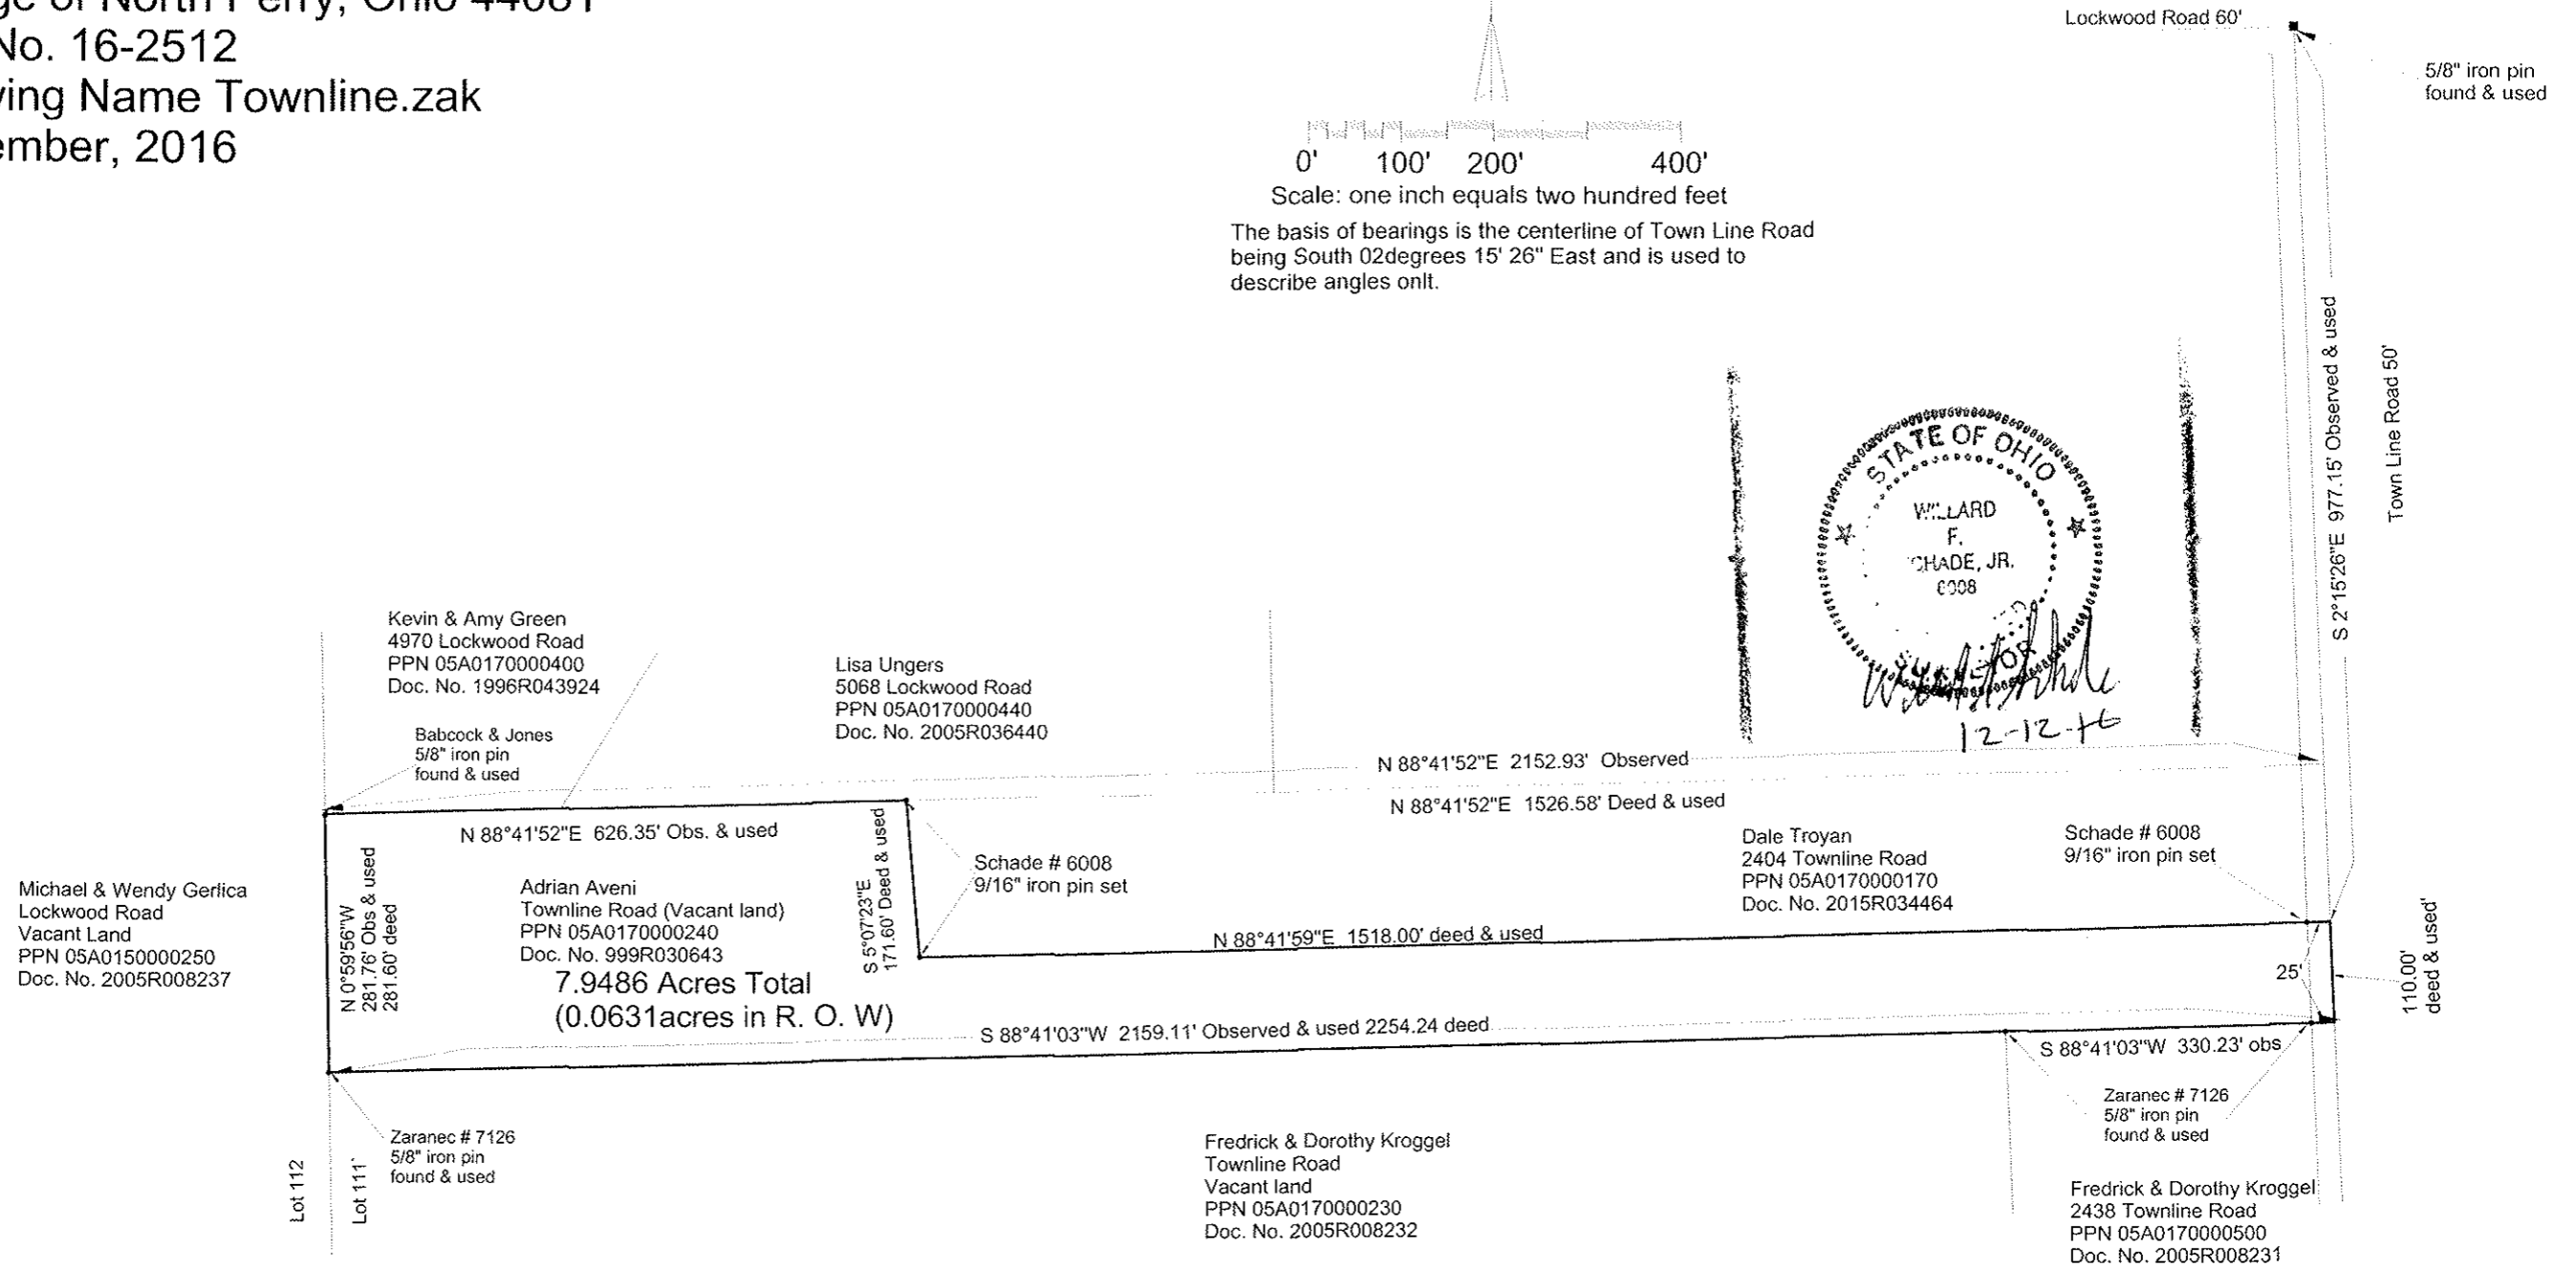 ge of North Perry, Ohio 44081
No. 16-2512
ving Name Townline.zak
ember, 2016
0' 100' 200' 400'
Scale: one inch equals two hundred feet
The basis of bearings is the centerline of Town Line Road
being South 02degrees 15' 26" East and is used to
describe angles onlt.
Lockwood Road 60'
5/8" iron pin
found & used
S 2°15'26"E 977.15' Observed & used
Town Line Road 50'
STATE OF OHIO
WILLARD
F.
CHADE, JR.
6008
12-12-16
Kevin & Amy Green
4970 Lockwood Road
PPN 05A0170000400
Doc. No. 1996R043924
Babcock & Jones
5/8" iron pin
found & used
Lisa Ungers
5068 Lockwood Road
PPN 05A0170000440
Doc. No. 2005R036440
N 88°41'52"E 2152.93' Observed
N 88°41'52"E 1526.58' Deed & used
N 88°41'52"E 626.35' Obs. & used
Michael & Wendy Gerlica
Lockwood Road
Vacant Land
PPN 05A0150000250
Doc. No. 2005R008237
N 0°59'56"W
281.76' Obs & used
281.60' deed
Adrian Aveni
Townline Road (Vacant land)
PPN 05A0170000240
Doc. No. 999R030643
7.9486 Acres Total
(0.0631acres in R. O. W)
S 5°07'23"E
171.60' Deed & used
Schade # 6008
9/16" iron pin set
Dale Troyan
2404 Townline Road
PPN 05A0170000170
Doc. No. 2015R034464
Schade # 6008
9/16" iron pin set
N 88°41'59"E 1518.00' deed & used
25'
110.00'
deed & used'
S 88°41'03"W 2159.11' Observed & used 2254.24 deed
S 88°41'03"W 330.23' obs
Zaranec # 7126
5/8" iron pin
found & used
Lot 112
Lot 111'
Zaranec # 7126
5/8" iron pin
found & used
Fredrick & Dorothy Kroggel
Townline Road
Vacant land
PPN 05A0170000230
Doc. No. 2005R008232
Fredrick & Dorothy Kroggel
2438 Townline Road
PPN 05A0170000500
Doc. No. 2005R008231